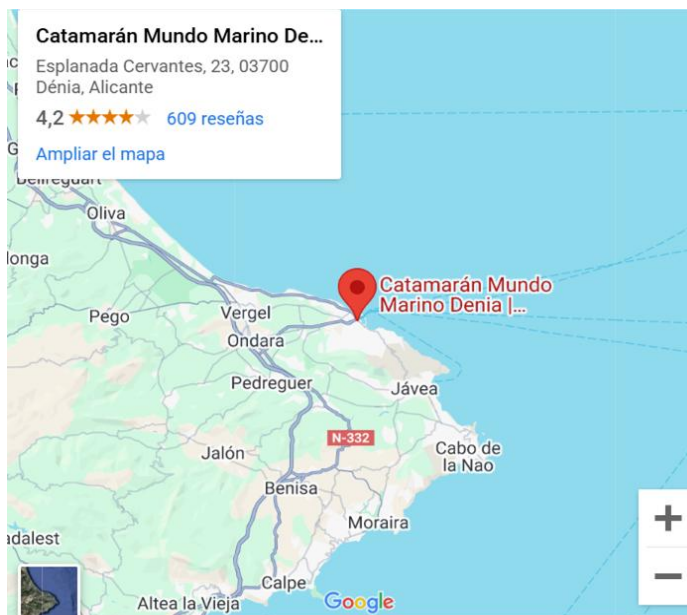 Catamarán Mundo Marino De...
Esplanada Cervantes, 23, 03700
Dénia, Alicante
4,2
609 reseñas
Ampliar el mapa
Oliva
Pego
Vergel
Ondara
Catamarán Mundo
Marino Denia |...
Pedreguer
Jávea
N-332
Jalón
Cabo de
la Nao
Benisa
Moraira
Calpe
Altea la Vieja
Google
+
−